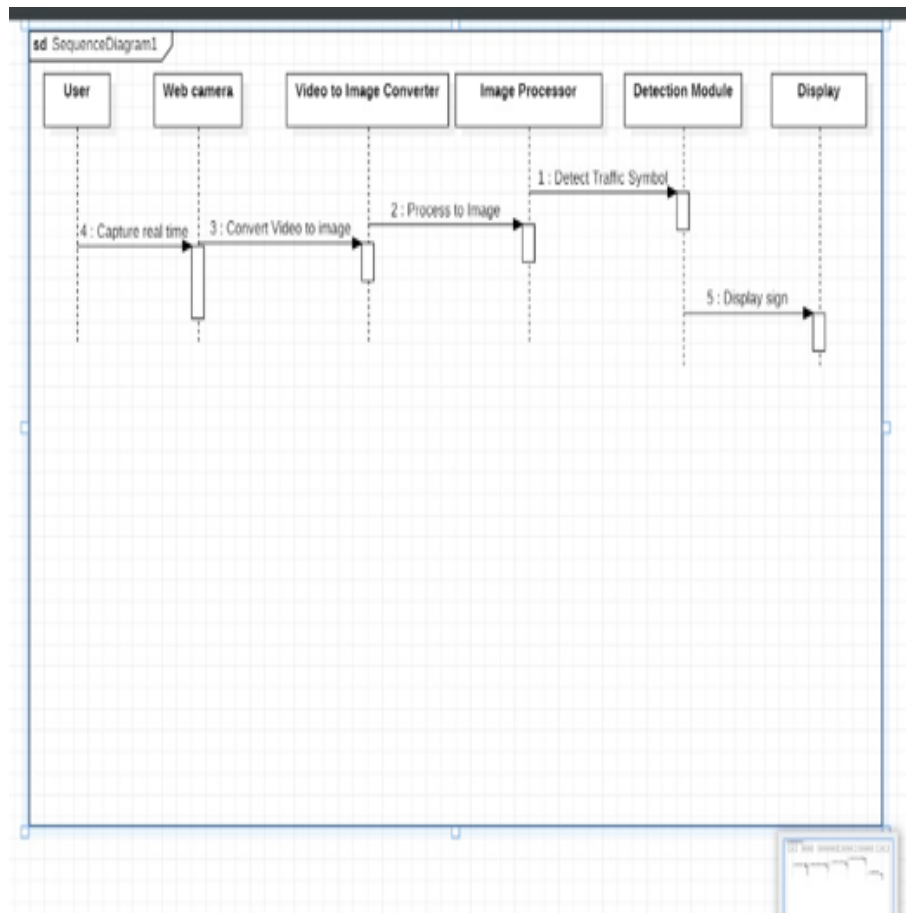 sd SequenceDiagram1
User
Web camera
Video to Image Converter
Image Processor
Detection Module
Display
1 : Detect Traffic Symbol
2 : Process to Image
3 : Convert Video to image
4 : Capture real time
5 : Display sign